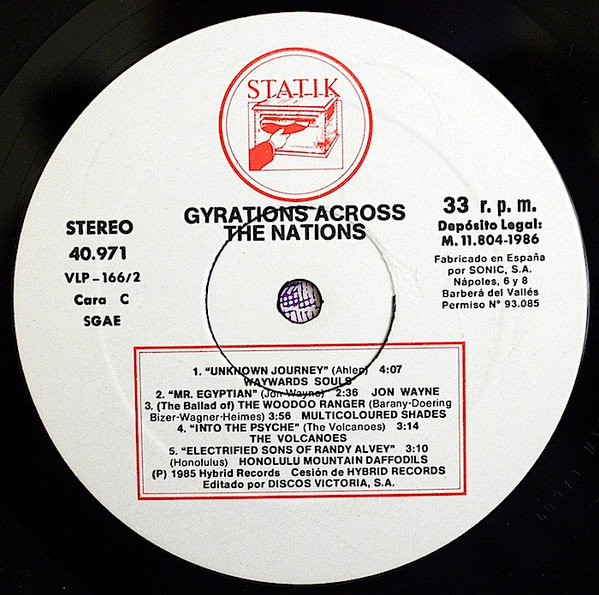 STATIK
GYRATIONS ACROSS
THE NATIONS
STEREO
40.971
VLP-166/2
Cara C
SGAE
33 r. p. m.
Depósito Legal:
M. 11.804-1986
Fabricado en España
por SONIC, S.A.
Nápoles, 6 y 8
Barberá del Vallés
Permiso N° 93.085
1. "UNKNOWN JOURNEY" (Ahlep) 4:07
WAYWARDS SOULS
2. "MR. EGYPTIAN" (Jon Wayne) 2:36 JON WAYNE
3. (The Ballad of) THE WOODOO RANGER (Barany-Doering
Bizer-Wagner-Heimes) 3:56 MULTICOLOURED SHADES
4. "INTO THE PSYCHE" (The Volcanoes) 3:14
THE VOLCANOES
5. "ELECTRIFIED SONS OF RANDY ALVEY" 3:10
(Honolulus) HONOLULU MOUNTAIN DAFFODILS
(P) 1985 Hybrid Records Cesión de HYBRID RECORDS
Editado por DISCOS VICTORIA, S.A.